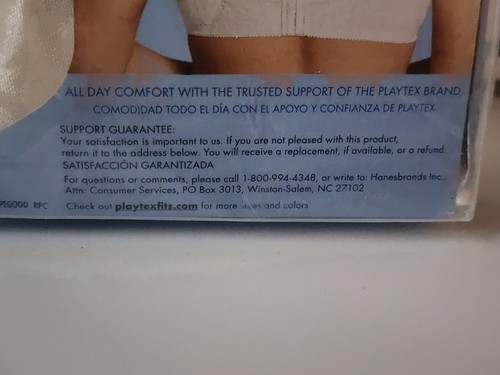 ALL DAY COMFORT WITH THE TRUSTED SUPPORT OF THE PLAYTEX BRAND.
COMODIDAD TODO EL DÍA CON EL APOYO Y CONFIANZA DE PLAYTEX
SUPPORT GUARANTEE:
Your satisfaction is important to us. If you are not pleased with this product,
return it to the address below. You will receive a replacement, if available, or a refund.
SATISFACCIÓN GARANTIZADA
For questions or comments, please call 1-800-994-4348, or write to: Hanesbrands Inc.,
Attn: Consumer Services, PO Box 3013, Winston-Salem, NC 27102
RPC Check out playtexfits.com for more and colors